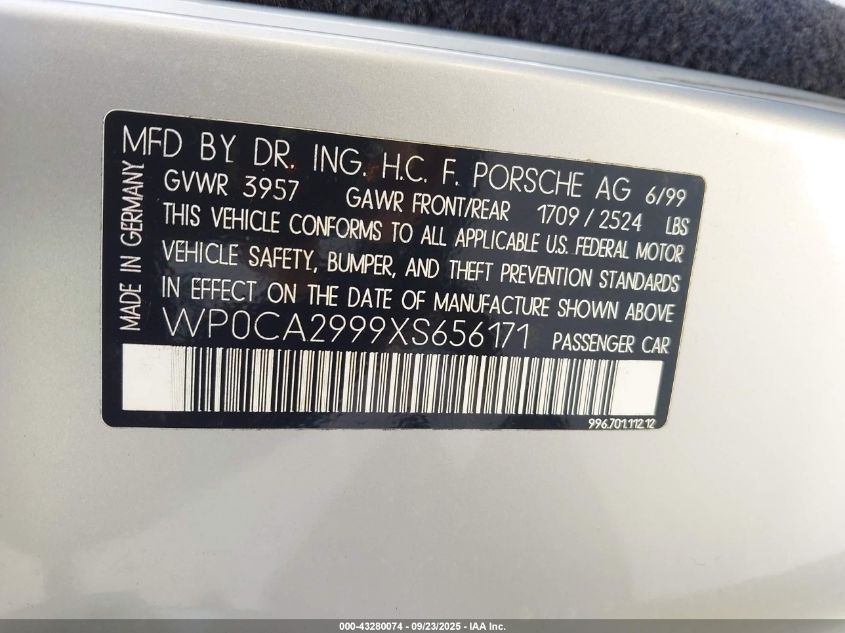 MFD BY DR. ING. H.C. F. PORSCHE AG 6/99
GVWR 3957 GAWR FRONT/REAR 1709 / 2524 LBS
THIS VEHICLE CONFORMS TO ALL APPLICABLE U.S. FEDERAL MOTOR
VEHICLE SAFETY, BUMPER, AND THEFT PREVENTION STANDARDS
IN EFFECT ON THE DATE OF MANUFACTURE SHOWN ABOVE
WP0CA2999XS656171 PASSENGER CAR
996.701.112.12
MADE IN GERMANY
000-43280074 - 09/23/2025 - IAA Inc.